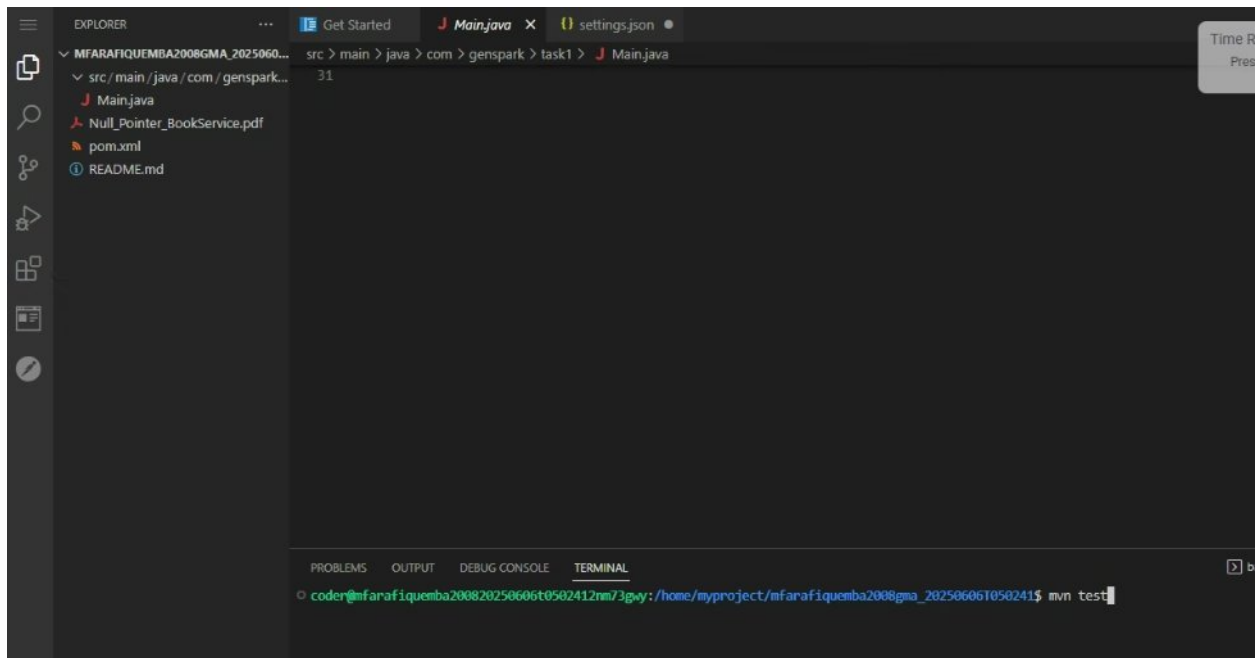 EXPLORER ···
Get Started
J Main.java ×
{} settings.json ●
Time R
Pres
MFARAFIQUEMBA2008GMA_2025060...
src > main > java > com > genspark > task1 > J Main.java
src/main/java/com/genspark...
31
J Main.java
Null_Pointer_BookService.pdf
pom.xml
README.md
PROBLEMS OUTPUT DEBUG CONSOLE TERMINAL
b
coder@mfarafiquemba200820250606t0502412nm73gwy:/home/myproject/mfarafiquemba2008gma_20250606T050241$ mvn test